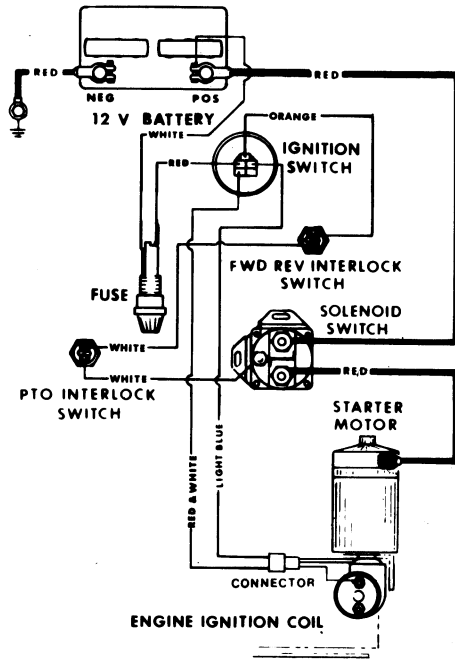 RED
NEG
POS
RED
12 V BATTERY
WHITE
ORANGE
IGNITION
SWITCH
RED
FWD REV INTERLOCK
SWITCH
FUSE
SOLENOID
SWITCH
WHITE
WHITE
RED
PTO INTERLOCK
SWITCH
STARTER
MOTOR
RED & WHITE
LIGHT BLUE
CONNECTOR
ENGINE IGNITION COIL